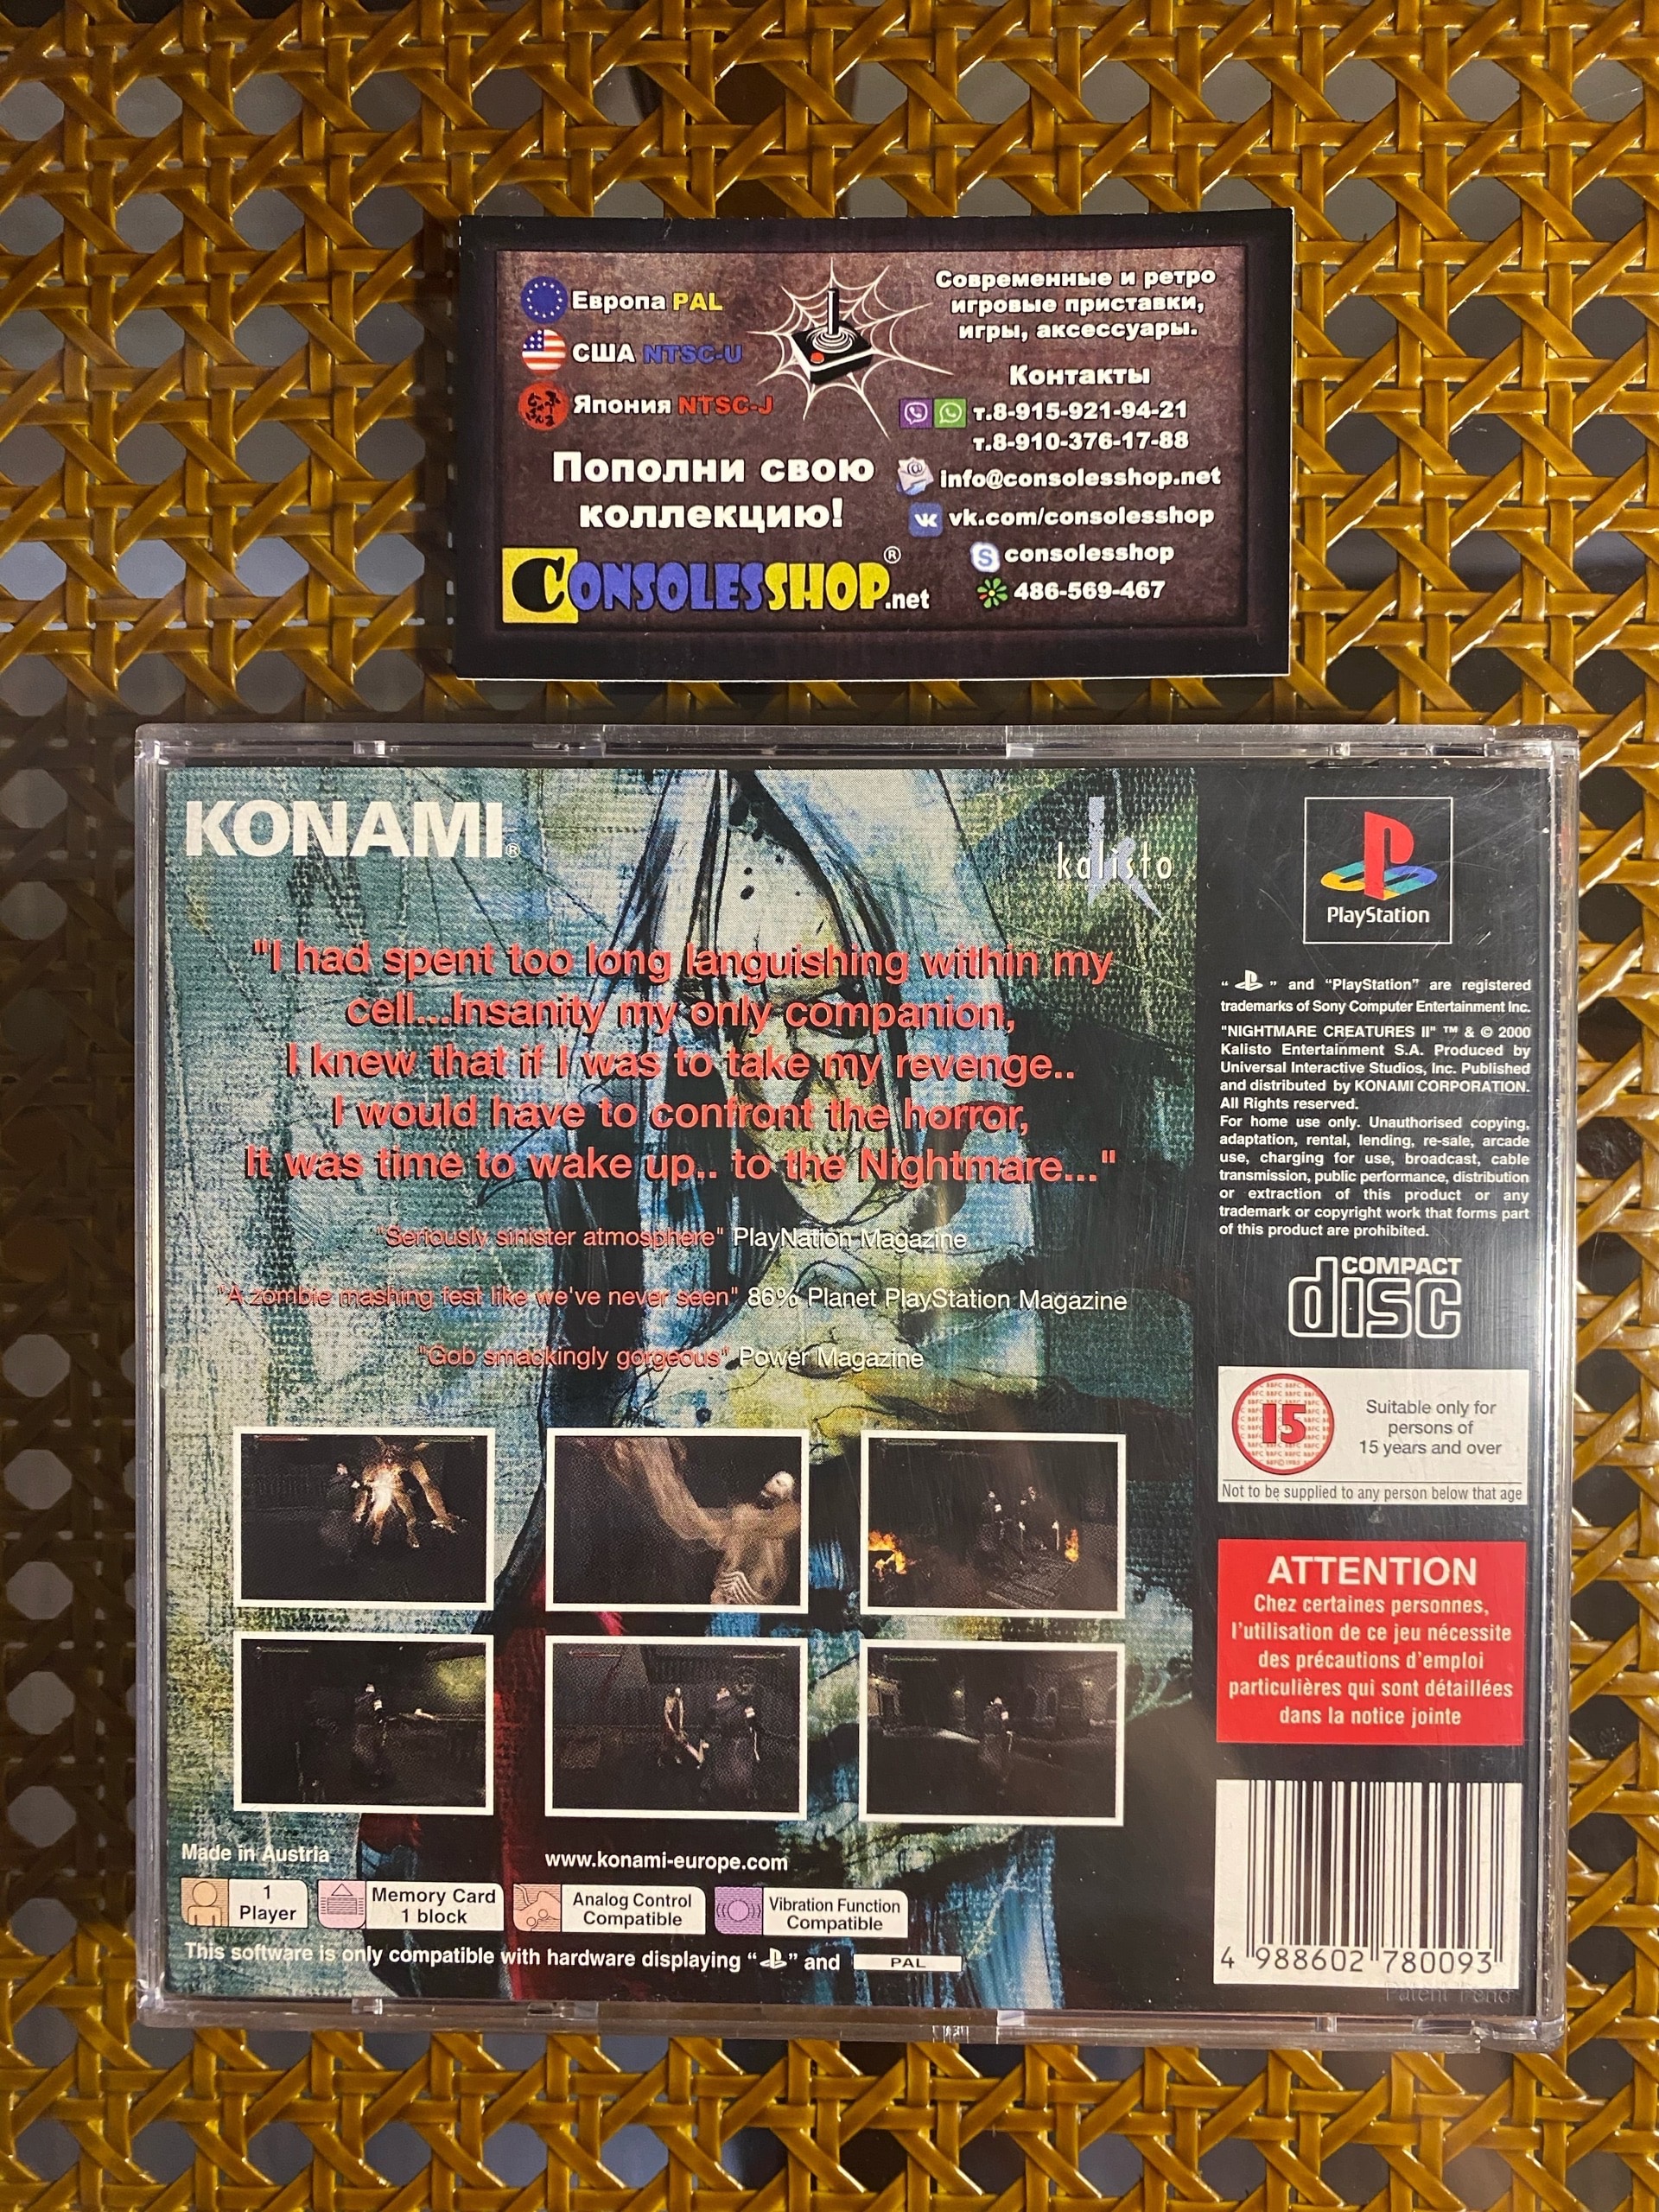 Европа PAL
США NTSC-U
Япония NTSC-J
Пополни свою
коллекцию!
CONSOLESSHOP.net®
Современные и ретро
игровые приставки,
игры, аксессуары.
Контакты
т.8-915-921-94-21
т.8-910-376-17-88
info@consolesshop.net
vk.com/consolesshop
consolesshop
486-569-467
KONAMI®
kalisto
entertainment
"I had spent too long languishing within my
cell...Insanity my only companion,
I knew that if I was to take my revenge..
I would have to confront the horror,
It was time to wake up.. to the Nightmare..."
"Seriously sinister atmosphere" PlayNation Magazine
"A zombie mashing fest like we've never seen" 86% Planet PlayStation Magazine
"Gob smackingly gorgeous" Power Magazine
Made in Austria
www.konami-europe.com
1
Player
Memory Card
1 block
Analog Control
Compatible
Vibration Function
Compatible
This software is only compatible with hardware displaying “ ” and PAL
PlayStation
“ ” and “PlayStation” are registered
trademarks of Sony Computer Entertainment Inc.
"NIGHTMARE CREATURES II" ™ & © 2000
Kalisto Entertainment S.A. Produced by
Universal Interactive Studios, Inc. Published
and distributed by KONAMI CORPORATION.
All Rights reserved.
For home use only. Unauthorised copying,
adaptation, rental, lending, re-sale, arcade
use, charging for use, broadcast, cable
transmission, public performance, distribution
or extraction of this product or any
trademark or copyright work that forms part
of this product are prohibited.
COMPACT
disc
15
Suitable only for
persons of
15 years and over
Not to be supplied to any person below that age
ATTENTION
Chez certaines personnes,
l'utilisation de ce jeu nécessite
des précautions d'emploi
particulières qui sont détaillées
dans la notice jointe
4 988602 780093
Patent Pend